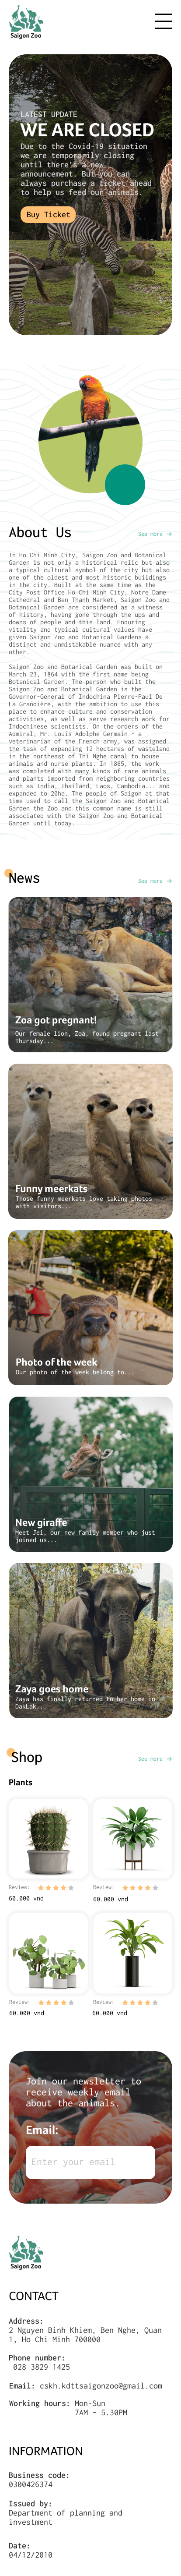 Saigon Zoo
LATEST UPDATE
WE ARE CLOSED
Due to the Covid-19 situation
we are temporarily closing
until there's a new
announcement. But you can
always purchase a ticket ahead
to help us feed our animals.
Buy Ticket
About Us
See more →
In Ho Chi Minh City, Saigon Zoo and Botanical
Garden is not only a historical relic but also
a typical cultural symbol of the city but also
one of the oldest and most historic buildings
in the city. Built at the same time as the
City Post Office Ho Chi Minh City, Notre Dame
Cathedral and Ben Thanh Market, Saigon Zoo and
Botanical Garden are considered as a witness
of history, having gone through the ups and
downs of people and this land. Enduring
vitality and typical cultural values have
given Saigon Zoo and Botanical Gardens a
distinct and unmistakable nuance with any
other.
Saigon Zoo and Botanical Garden was built on
March 23, 1864 with the first name being
Botanical Garden. The person who built the
Saigon Zoo and Botanical Garden is the
Governor-General of Indochina Pierre-Paul De
La Grandiere, with the ambition to use this
place to enhance culture and conservation
activities, as well as serve research work for
Indochinese scientists. On the orders of the
Admiral, Mr. Louis Adolphe Germain - a
veterinarian of the French army, was assigned
the task of expanding 12 hectares of wasteland
in the northeast of Thi Nghe canal to house
animals and nurse plants. In 1865, the work
was completed with many kinds of rare animals
and plants imported from neighboring countries
such as India, Thailand, Laos, Cambodia... and
expanded to 20ha. The people of Saigon at that
time used to call the Saigon Zoo and Botanical
Garden the Zoo and this common name is still
associated with the Saigon Zoo and Botanical
Garden until today.
News
See more →
Zoa got pregnant!
Our female lion, Zoa, found pregnant last
Thursday...
Funny meerkats
Those funny meerkats love taking photos
with visitors...
Photo of the week
Our photo of the week belong to...
New giraffe
Meet Jei, our new family member who just
joined us...
Zaya goes home
Zaya has finally returned to her home in
DakLak...
Shop
See more →
Plants
Review:
60.000 vnd
Review:
60.000 vnd
Review:
60.000 vnd
Review:
60.000 vnd
Join our newsletter to
receive weekly email
about the animals.
Email:
Enter your email
Saigon Zoo
CONTACT
Address:
2 Nguyen Binh Khiem, Ben Nghe, Quan
1, Ho Chi Minh 700000
Phone number:
028 3829 1425
Email: cskh.kdttsaigonzoo@gmail.com
Working hours: Mon-Sun
7AM - 5.30PM
INFORMATION
Business code:
0300426374
Issued by:
Department of planning and
investment
Date:
04/12/2010